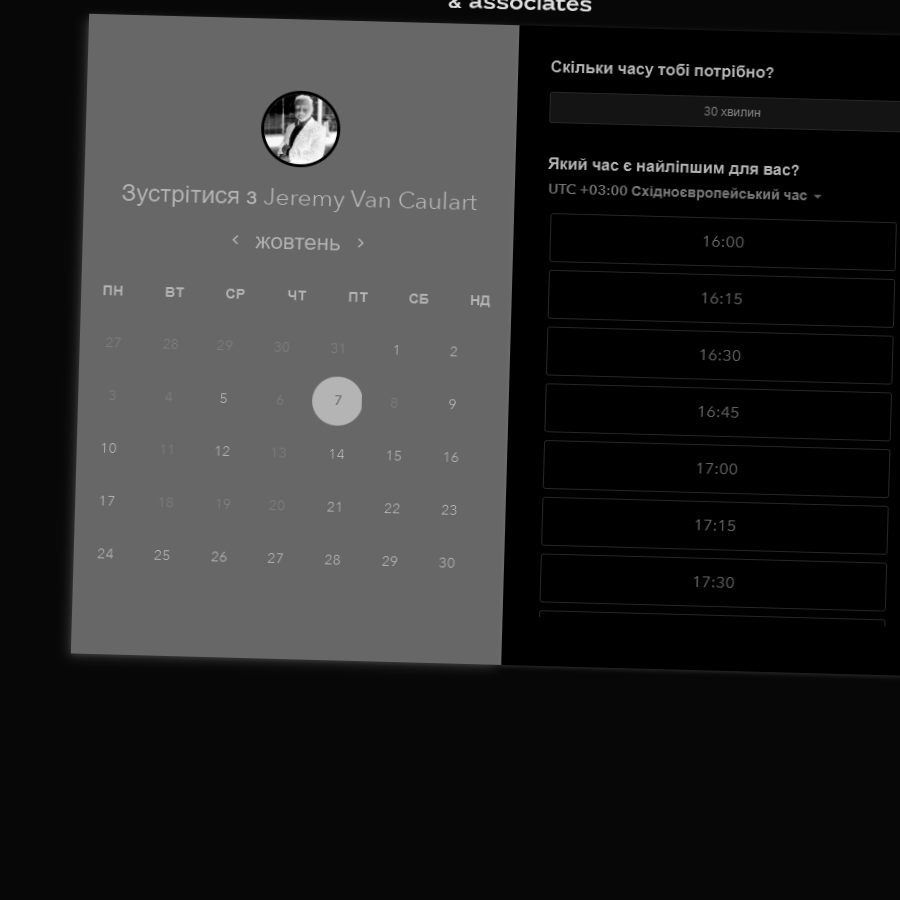 & associates
Зустрітися з Jeremy Van Caulart
жовтень
ПН ВТ СР ЧТ ПТ СБ НД
27 28 29 30 31 1 2
3 4 5 6 7 8 9
10 11 12 13 14 15 16
17 18 19 20 21 22 23
24 25 26 27 28 29 30
Скільки часу тобі потрібно?
30 хвилин
Який час є найліпшим для вас?
UTC +03:00 Східноєвропейський час
16:00
16:15
16:30
16:45
17:00
17:15
17:30